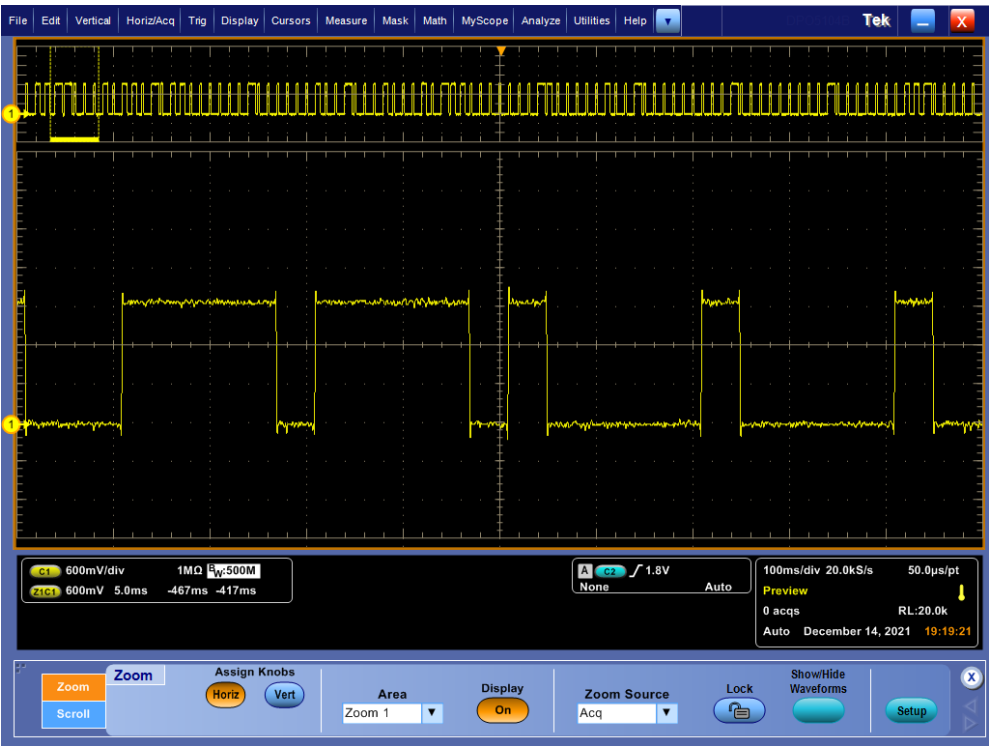 File Edit Vertical Horiz/Acq Trig Display Cursors Measure Mask Math MyScope Analyze Utilities Help Tek X
1
1
C1 600mV/div 1MΩ BW:500M
Z1C1 600mV 5.0ms -467ms -417ms
A C2 1.8V
None Auto
100ms/div 20.0kS/s 50.0µs/pt
Preview
0 acqs RL:20.0k
Auto December 14, 2021 19:19:21
Zoom
Scroll
Zoom
Assign Knobs
Horiz Vert
Area
Zoom 1
Display
On
Zoom Source
Acq
Lock
Show/Hide
Waveforms
Setup
X